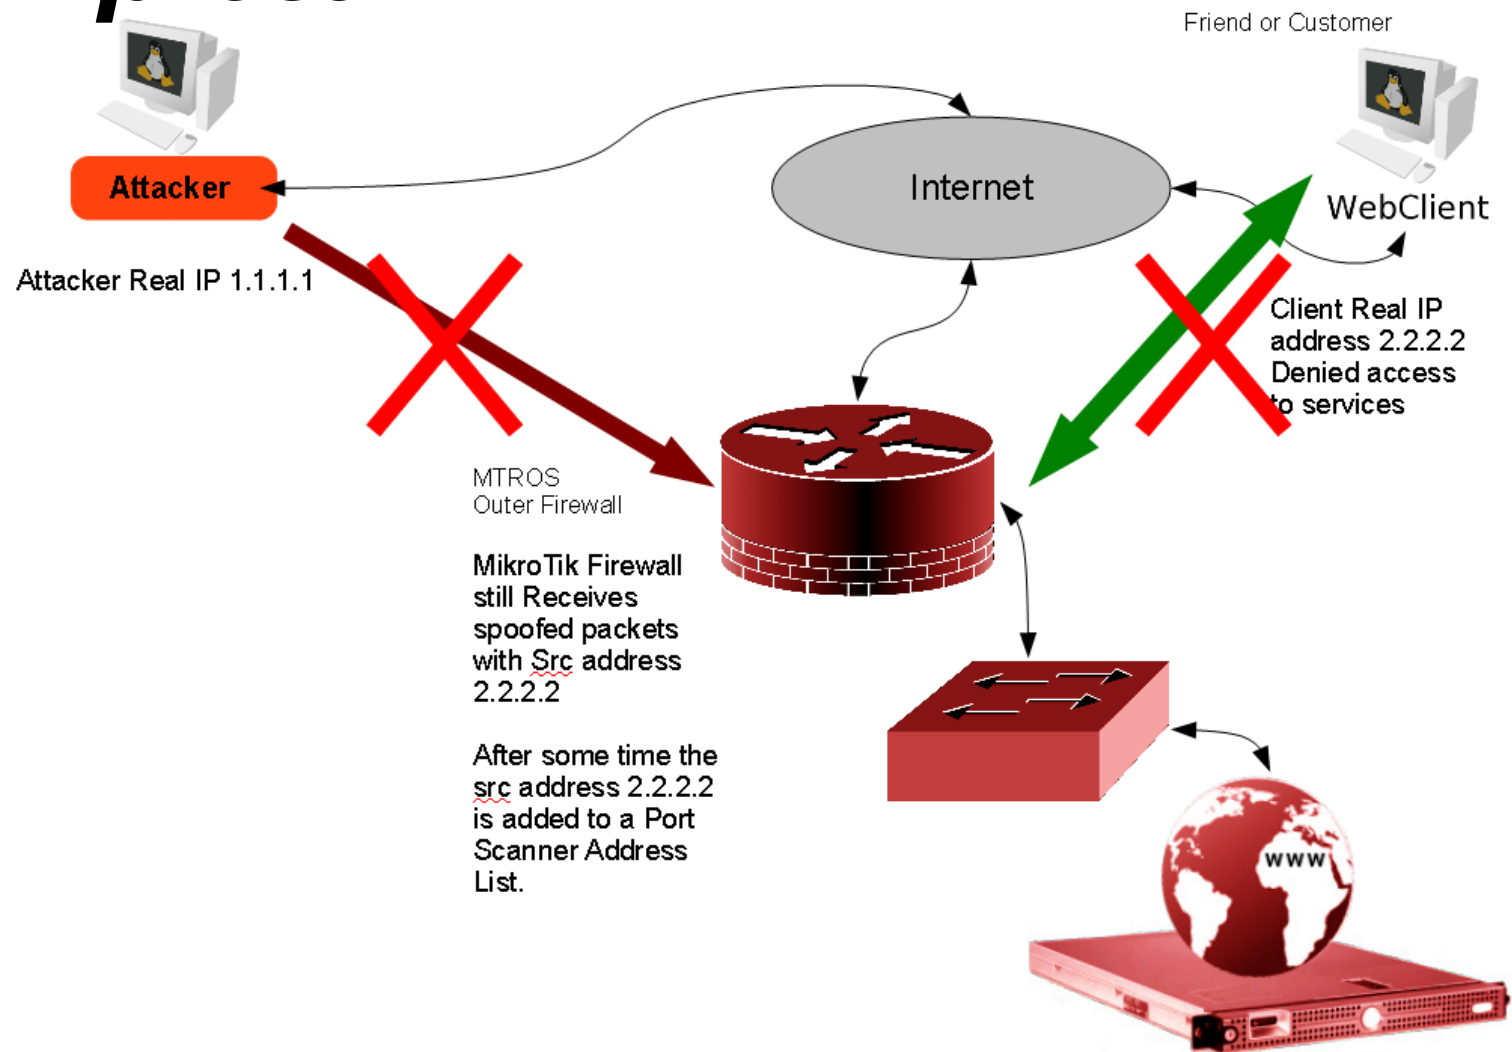 Friend or Customer
Attacker
Internet
WebClient
Attacker Real IP 1.1.1.1
Client Real IP
address 2.2.2.2
Denied access
to services
MTROS
Outer Firewall
MikroTik Firewall
still Receives
spoofed packets
with Src address
2.2.2.2
After some time the
src address 2.2.2.2
is added to a Port
Scanner Address
List.
www